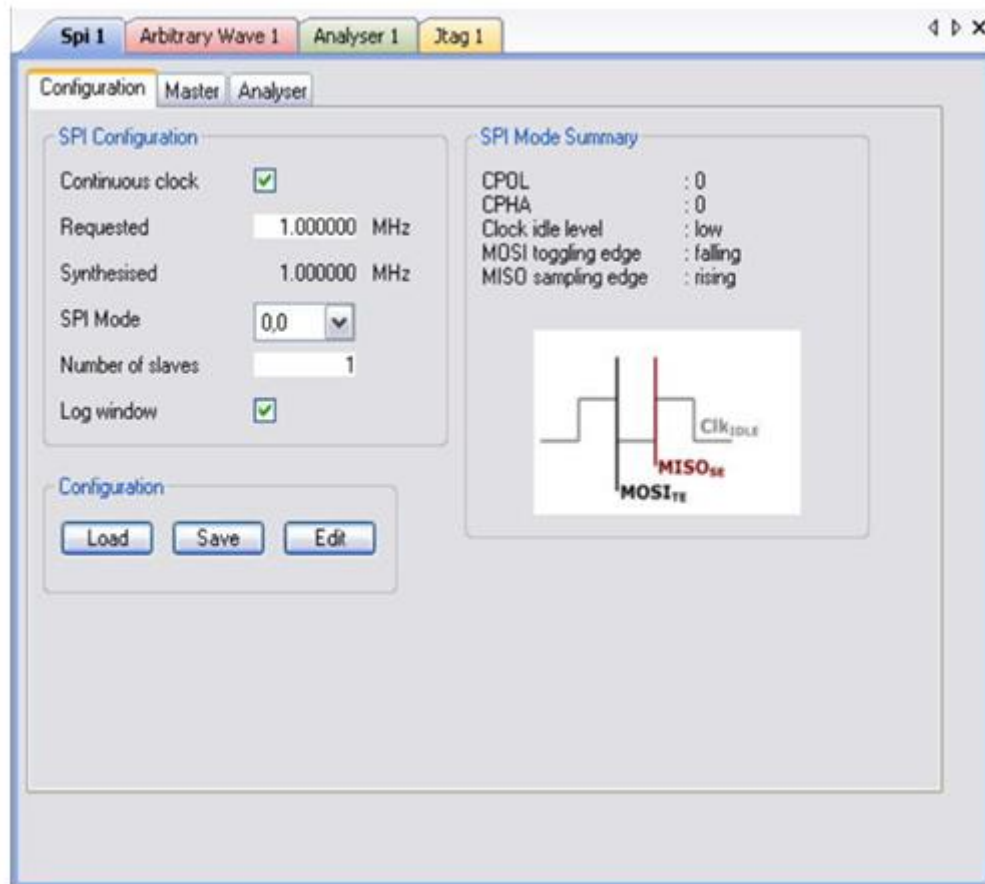 Spi 1 Arbitrary Wave 1 Analyser 1 Jtag 1
Configuration Master Analyser
SPI Configuration
Continuous clock
Requested 1.000000 MHz
Synthesised 1.000000 MHz
SPI Mode 0,0
Number of slaves 1
Log window
Configuration
Load Save Edit
SPI Mode Summary
CPOL : 0
CPHA : 0
Clock idle level : low
MOSI toggling edge : falling
MISO sampling edge : rising
ClkIDLE
MISOSE
MOSITE